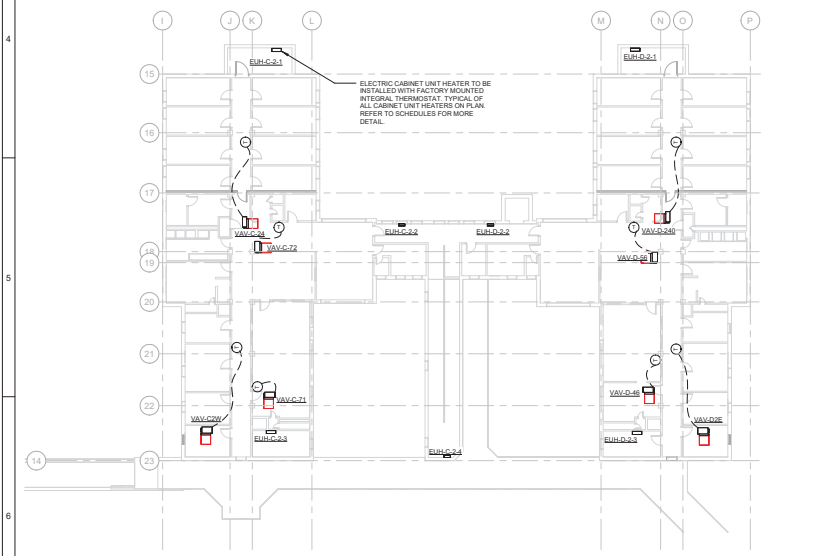 I
J
K
L
M
N
O
P
4
EUH-C-2-1
EUH-D-2-1
15
ELECTRIC CABINET UNIT HEATER TO BE
INSTALLED WITH FACTORY MOUNTED
INTEGRAL THERMOSTAT. TYPICAL OF
ALL CABINET UNIT HEATERS ON PLAN.
REFER TO SCHEDULES FOR MORE
DETAIL.
16
T
T
17
VAV-C-24
T
EUH-C-2-2
EUH-D-2-2
T
VAV-D-240
18
VAV-C-72
VAV-D-56
19
5
20
21
T
T
T
T
22
VAV-C-71
VAV-D-46
VAV-C2W
VAV-D2E
EUH-C-2-3
EUH-D-2-3
EUH-C-2-4
14
23
6